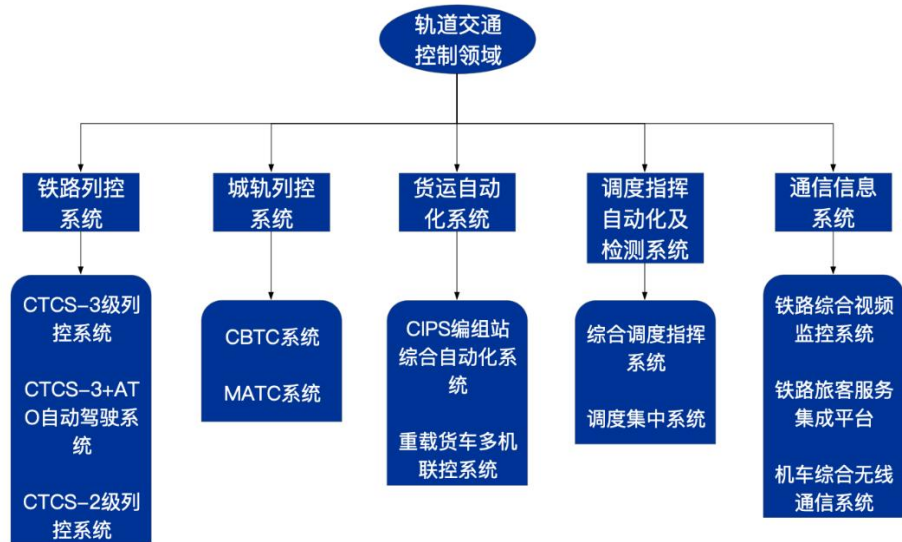 轨道交通
控制领域
铁路列控
系统
城轨列控
系统
货运自动
化系统
调度指挥
自动化及
检测系统
通信信息
系统
CTCS-3级列
控系统
CTCS-3+AT
O自动驾驶系
统
CTCS-2级列
控系统
CBTC系统
MATC系统
CIPS编组站
综合自动化系
统
重载货车多机
联控系统
综合调度指挥
系统
调度集中系统
铁路综合视频
监控系统
铁路旅客服务
集成平台
机车综合无线
通信系统